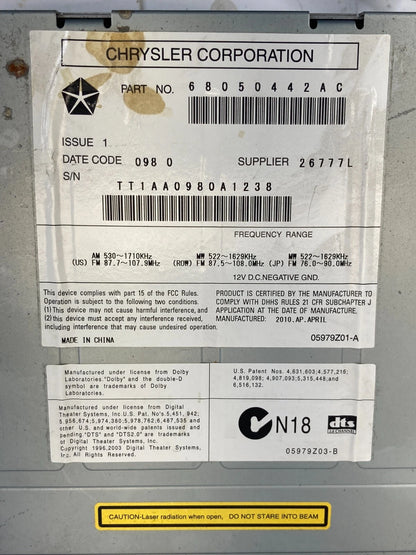 CHRYSLER CORPORATION
PART NO. 68050442AC
ISSUE 1
DATE CODE 098 0 SUPPLIER 26777L
S/N
TT1AA0980A1238
FREQUENCY RANGE
AM 530～1710KHz MW 522～1629KHz MW 522～1629KHz
(US) FM 87.7～107.9MHz (ROW) FM 87.5～108.0MHz (JP) FM 76.0～90.0MHz
12V D.C.NEGATIVE GND.
This device complies with part 15 of the FCC Rules.
Operation is subject to the following two conditions.
(1)This device may not cause harmful interface, and
(2)this device must accept any interference received,
including interference that may cause undesired
operation.
PRODUCT IS CERTIFIED BY THE MANUFACTURER TO
COMPLY WITH DHHS RULES 21 CFR SUBCHAPTER J
APPLICATION AT THE DATE OF MANUFACTURE.
MANUFACTURED: 2010.AP.APRIL
MADE IN CHINA 05979Z01-A
Manufactured under license from Dolby
Laboratories "Dolby" and the double-D
symbol are trademarks of Dolby
Laboratories.
U.S. Patent Nos. 4,631,603; 4,577,216;
4,819,098; 4,907,093; 5,315,448; and
6,516,132.
Manufactured under license from Digital
Theater Systems, Inc. U.S. Pat. No's. 5,451,942;
5,956,674; 5,974,380; 5,978,762; 6,487,535 and
other U.S. and world-wide patents issued and
pending "DTS" and "DTS2.0" are trademarks
of Digital Theater Systems,
Inc. Copyright 1996,2003 Digital Theater Systems,
Inc. All Rights Reserved.
N18
dts
2.0 CHANNEL
05979Z03-B
CAUTION-Laser radiation when open, DO NOT STARE INTO BEAM